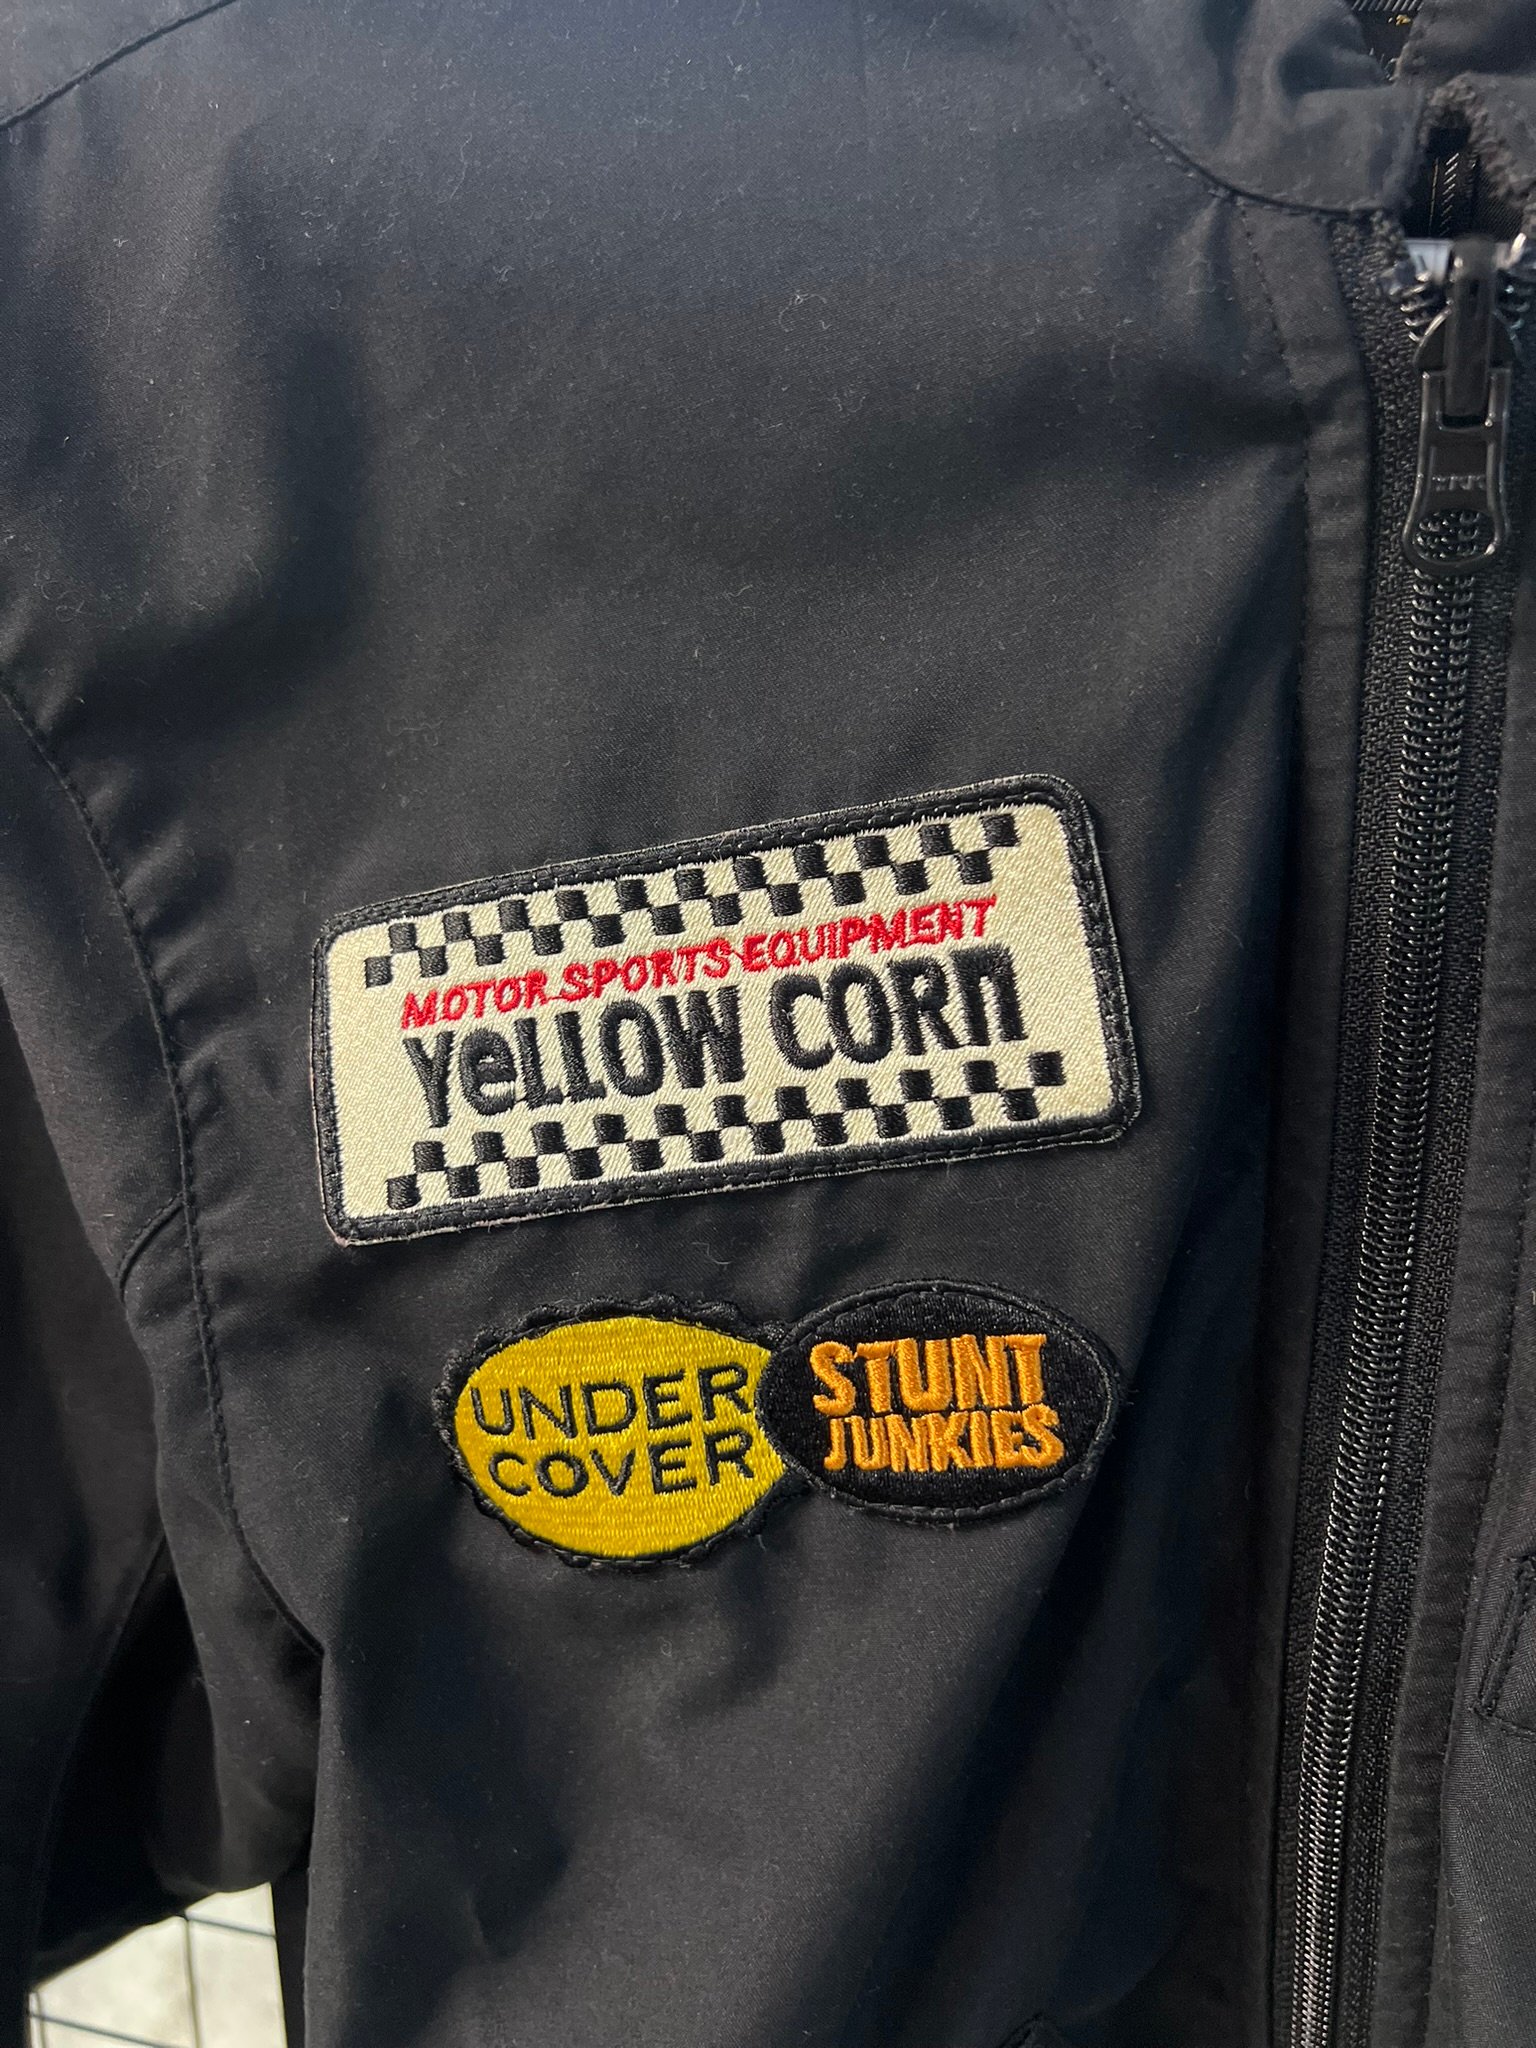 MOTOR SPORTS EQUIPMENT
YeLLOW CORn
UNDER
COVER
STUNT
JUNKIES